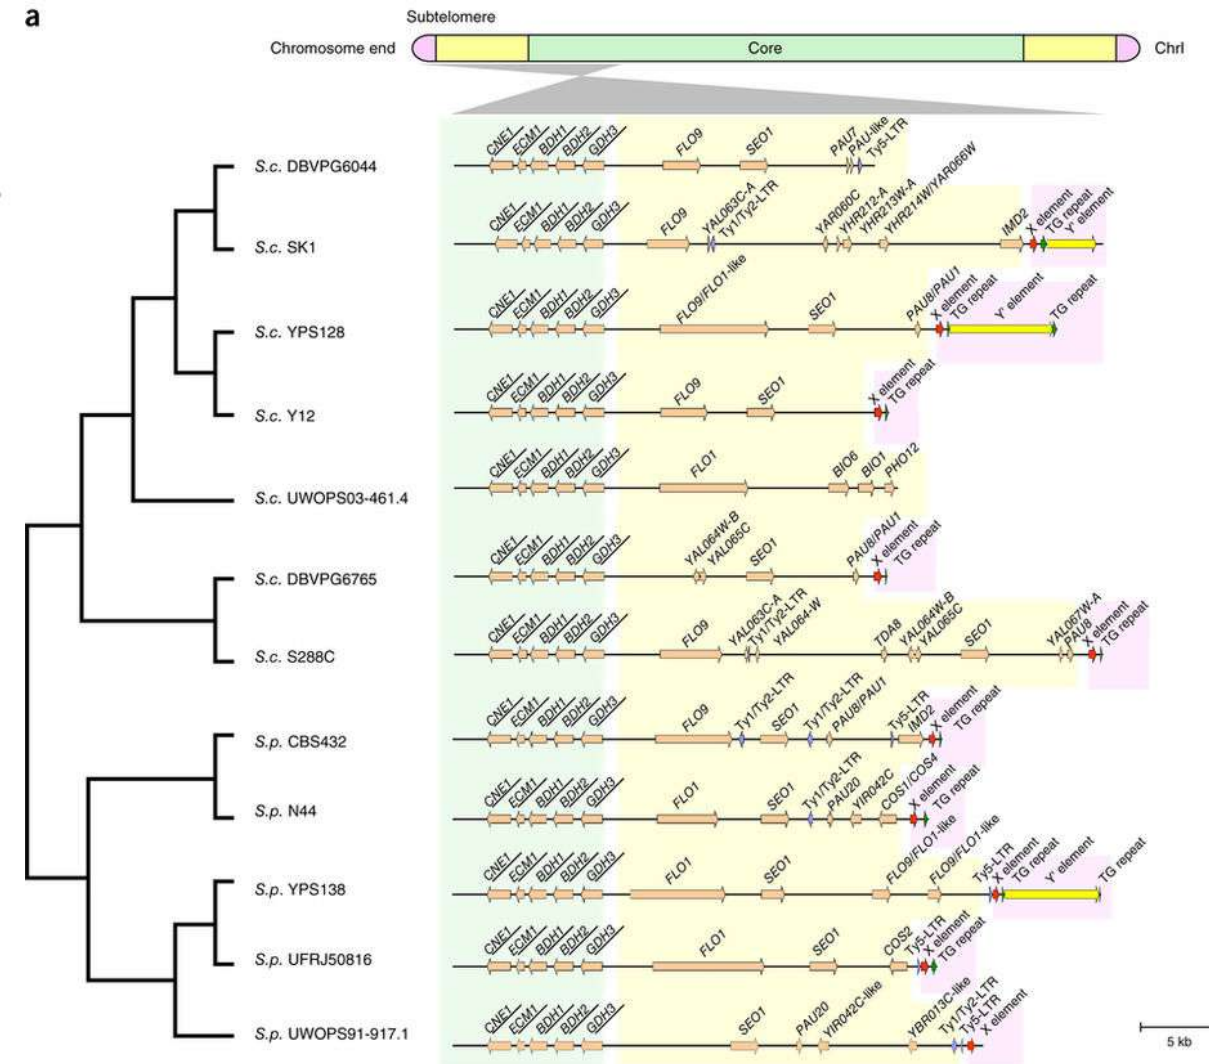 a
Subtelomere
Chromosome end Core ChrI
S.c. DBVPG6044 CNE1 ECM1 BDH1 BDH2 GDH3 FLO9 SEO1 PAU7 PAU-like Ty5-LTR
S.c. SK1 CNE1 ECM1 BDH1 BDH2 GDH3 FLO9 YAL063C-A Ty1/Ty2-LTR YAR060C YHR212-A YHR213W-A YHR214W/YAR066W IMD2 X element TG repeat Y' element
S.c. YPS128 CNE1 ECM1 BDH1 BDH2 GDH3 FLO9/FLO1-like SEO1 PAU8/PAU1 X element TG repeat Y' element TG repeat
S.c. Y12 CNE1 ECM1 BDH1 BDH2 GDH3 FLO9 SEO1 X element TG repeat
S.c. UWOPS03-461.4 CNE1 ECM1 BDH1 BDH2 GDH3 FLO1 BIO6 BIO1 PHO12
S.c. DBVPG6765 CNE1 ECM1 BDH1 BDH2 GDH3 YAL064W-B YAL065C SEO1 PAU8/PAU1 X element TG repeat
S.c. S288C CNE1 ECM1 BDH1 BDH2 GDH3 FLO9 YAL063C-A Ty1/Ty2-LTR YAL064-W TDA8 YAL064W-B YAL065C SEO1 YAL067W-A PAU8 X element TG repeat
S.p. CBS432 CNE1 ECM1 BDH1 BDH2 GDH3 FLO9 Ty1/Ty2-LTR SEO1 Ty1/Ty2-LTR PAU8/PAU1 Ty5-LTR IMD2 X element TG repeat
S.p. N44 CNE1 ECM1 BDH1 BDH2 GDH3 FLO1 SEO1 Ty1/Ty2-LTR PAU20 YIR042C COS1/COS4 X element TG repeat
S.p. YPS138 CNE1 ECM1 BDH1 BDH2 GDH3 FLO1 SEO1 FLO9/FLO1-like FLO9/FLO1-like Ty5-LTR X element TG repeat Y' element TG repeat
S.p. UFRJ50816 CNE1 ECM1 BDH1 BDH2 GDH3 FLO1 SEO1 COS2 Ty5-LTR X element TG repeat
S.p. UWOPS91-917.1 CNE1 ECM1 BDH1 BDH2 GDH3 SEO1 PAU20 YIR042C-like YBR013C-like Ty1/Ty2-LTR Ty5-LTR X element
5 kb